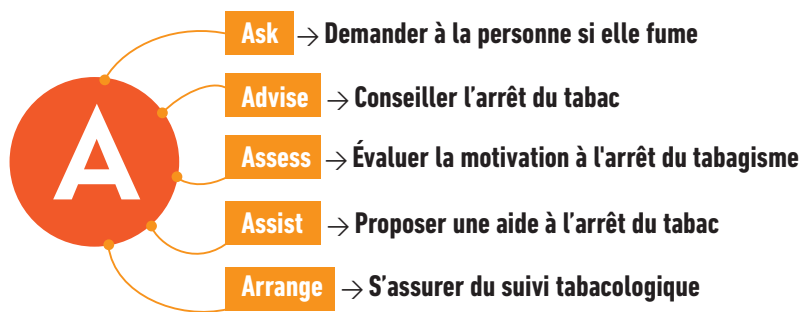 A
Ask → Demander à la personne si elle fume
Advise → Conseiller l’arrêt du tabac
Assess → Évaluer la motivation à l'arrêt du tabagisme
Assist → Proposer une aide à l’arrêt du tabac
Arrange → S’assurer du suivi tabacologique